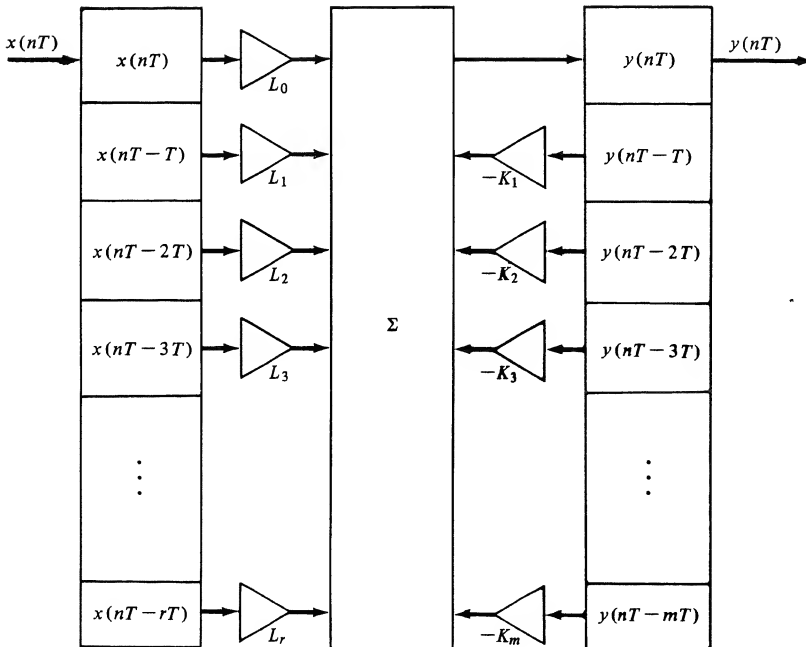 x(nT)
x(nT)
L₀
y(nT)
y(nT)
x(nT−T)
L₁
−K₁
y(nT−T)
x(nT−2T)
L₂
−K₂
y(nT−2T)
x(nT−3T)
L₃
Σ
−K₃
y(nT−3T)
⋮
⋮
x(nT−rT)
Lᵣ
−Kₘ
y(nT−mT)